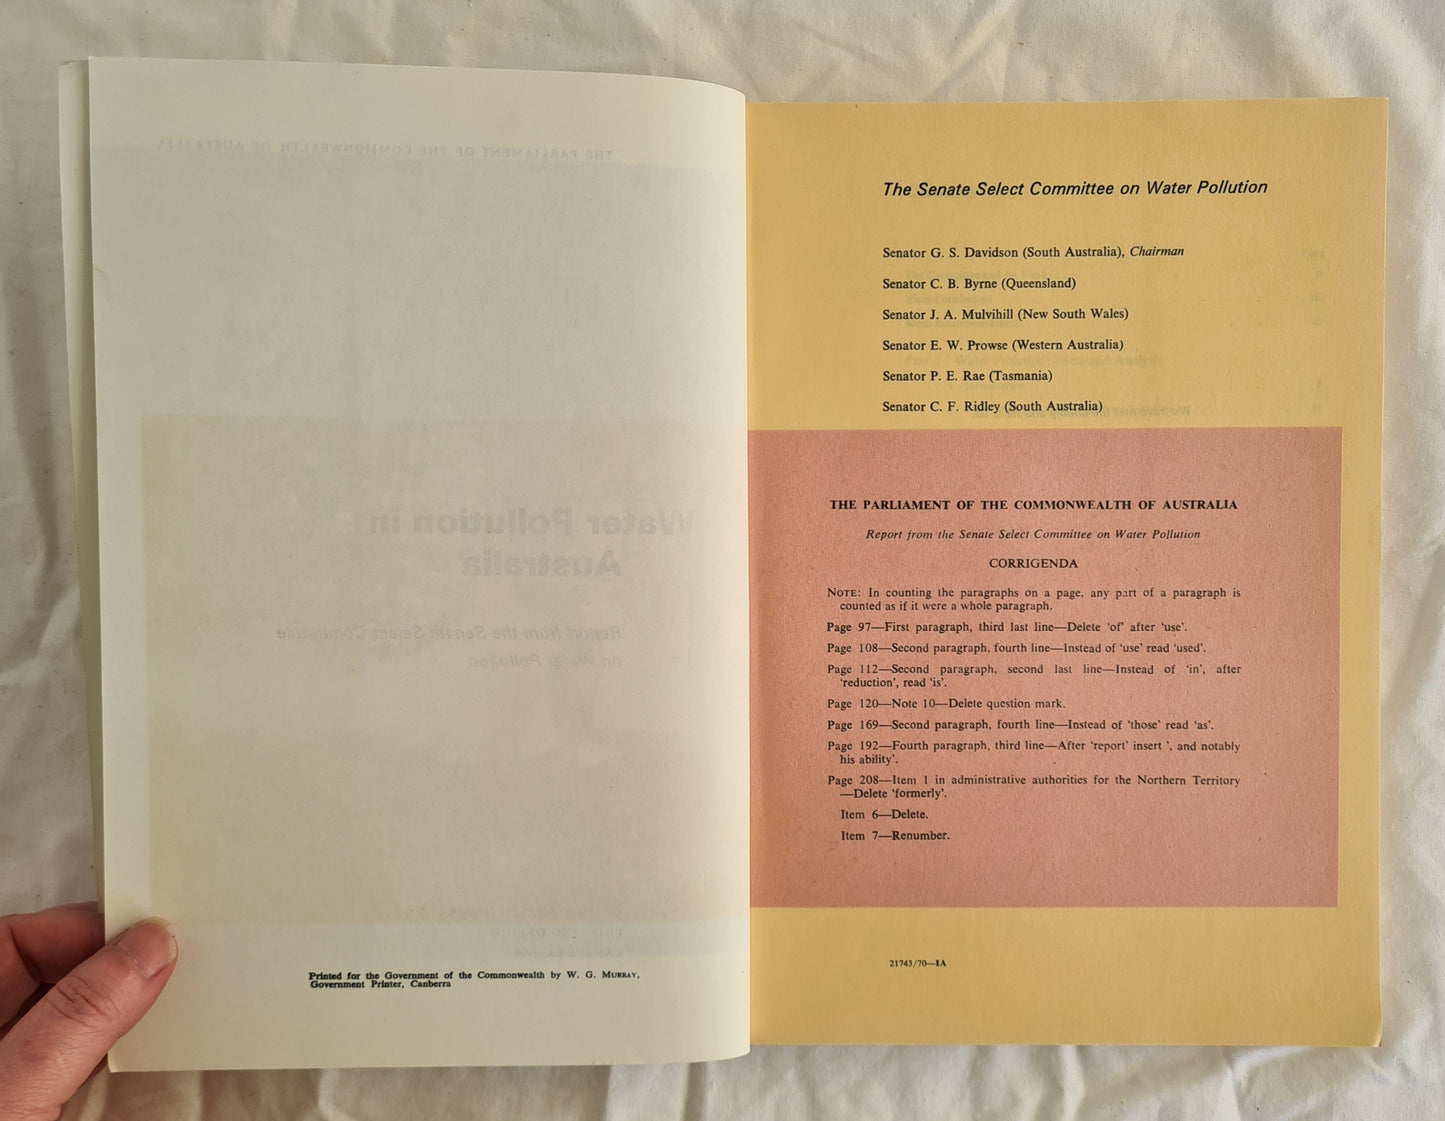 Printed for the Government of the Commonwealth by W. G. MURRAY,
Government Printer, Canberra
The Senate Select Committee on Water Pollution
Senator G. S. Davidson (South Australia), Chairman
Senator C. B. Byrne (Queensland)
Senator J. A. Mulvihill (New South Wales)
Senator E. W. Prowse (Western Australia)
Senator P. E. Rae (Tasmania)
Senator C. F. Ridley (South Australia)
THE PARLIAMENT OF THE COMMONWEALTH OF AUSTRALIA
Report from the Senate Select Committee on Water Pollution
CORRIGENDA
NOTE: In counting the paragraphs on a page, any part of a paragraph is
counted as if it were a whole paragraph.
Page 97—First paragraph, third last line—Delete ‘of’ after ‘use’.
Page 108—Second paragraph, fourth line—Instead of ‘use’ read ‘used’.
Page 112—Second paragraph, second last line—Instead of ‘in’, after
‘reduction’, read ‘is’.
Page 120—Note 10—Delete question mark.
Page 169—Second paragraph, fourth line—Instead of ‘those’ read ‘as’.
Page 192—Fourth paragraph, third line—After ‘report’ insert ‘, and notably
his ability’.
Page 208—Item 1 in administrative authorities for the Northern Territory
—Delete ‘formerly’.
Item 6—Delete.
Item 7—Renumber.
21743/70—1A